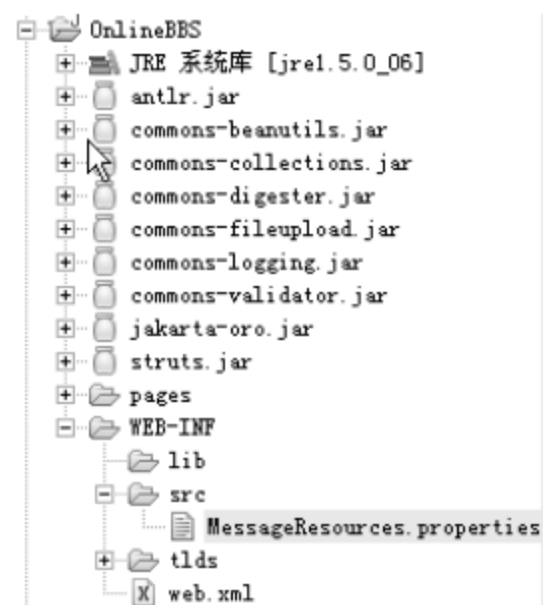 OnlineBBS
JRE 系统库 [jre1.5.0_06]
antlr.jar
commons-beanutils.jar
commons-collections.jar
commons-digester.jar
commons-fileupload.jar
commons-logging.jar
commons-validator.jar
jakarta-oro.jar
struts.jar
pages
WEB-INF
lib
src
MessageResources.properties
tlds
web.xml